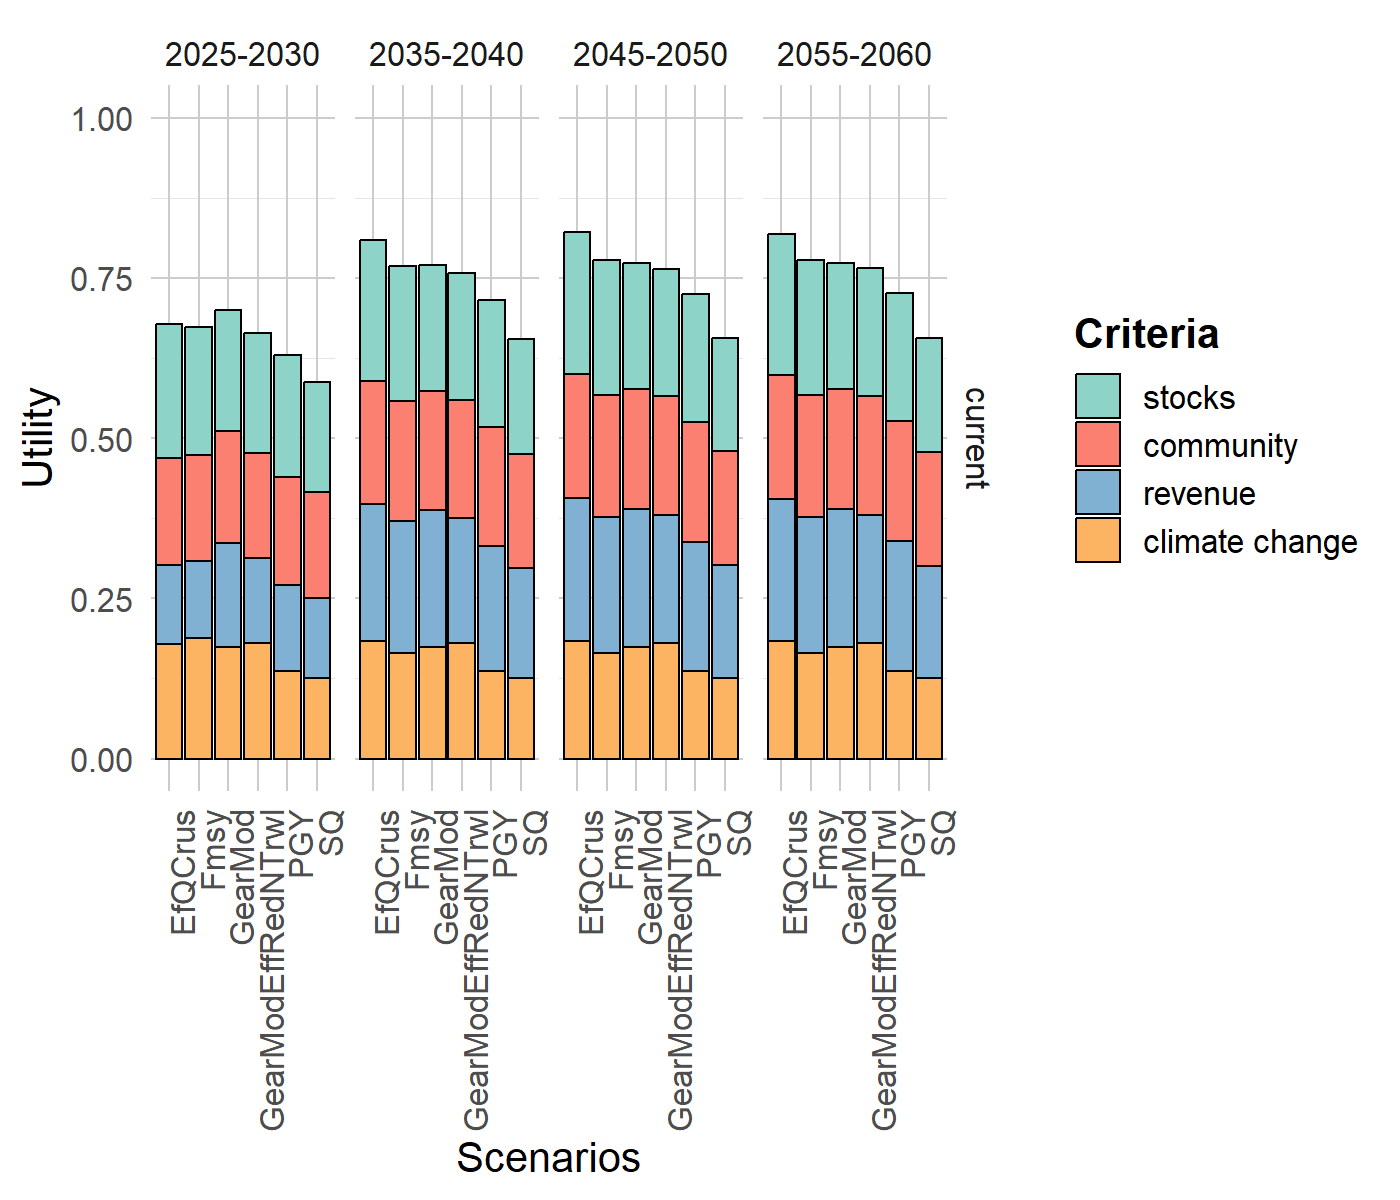 2025-2030 2035-2040 2045-2050 2055-2060
1.00
0.75
0.50
0.25
0.00
Utility
current
Criteria
stocks
community
revenue
climate change
EfQCrus
Fmsy
GearMod
GearModEffRedNTrwl
PGY
SQ
EfQCrus
Fmsy
GearMod
GearModEffRedNTrwl
PGY
SQ
EfQCrus
Fmsy
GearMod
GearModEffRedNTrwl
PGY
SQ
EfQCrus
Fmsy
GearMod
GearModEffRedNTrwl
PGY
SQ
Scenarios